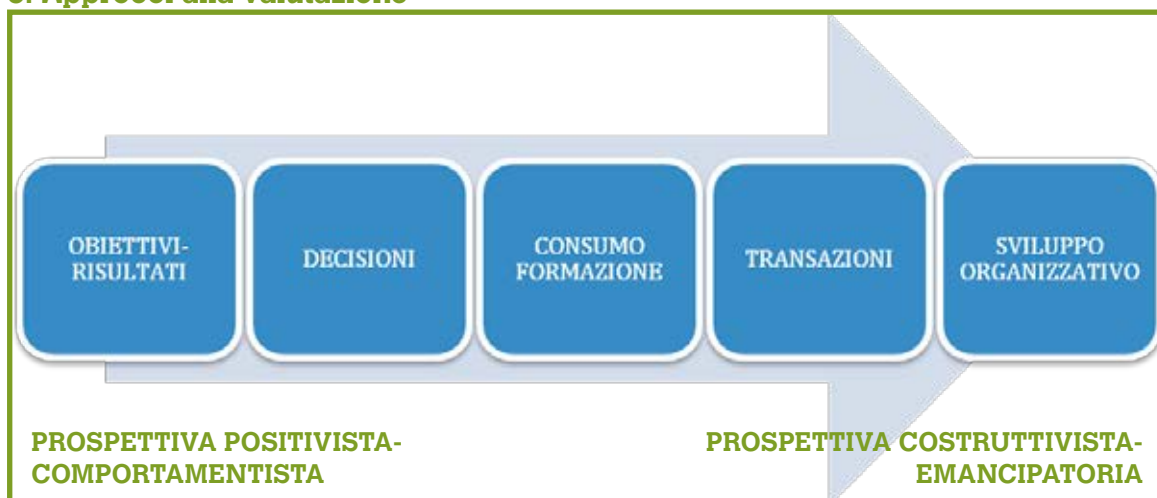 OBIETTIVI-
RISULTATI
DECISIONI
CONSUMO
FORMAZIONE
TRANSAZIONI
SVILUPPO
ORGANIZZATIVO
PROSPETTIVA POSITIVISTA-
COMPORTAMENTISTA
PROSPETTIVA COSTRUTTIVISTA-
EMANCIPATORIA